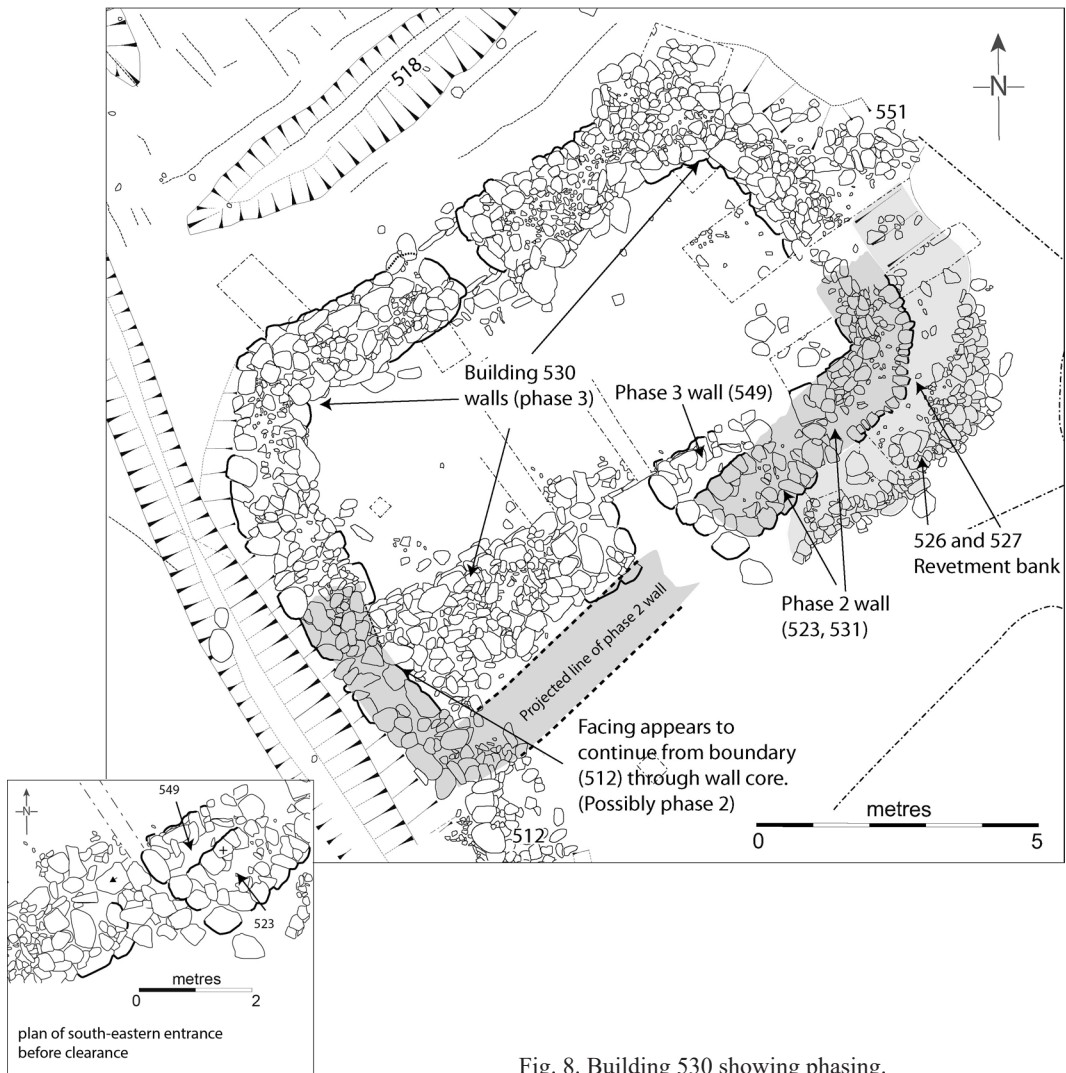 518
N
551
Building 530
walls (phase 3)
Phase 3 wall (549)
526 and 527
Revetment bank
Phase 2 wall
(523, 531)
Projected line of phase 2 wall
Facing appears to
continue from boundary
(512) through wall core.
(Possibly phase 2)
512
metres
0 5
549
N
523
metres
0 2
plan of south-eastern entrance
before clearance
Fig. 8. Building 530 showing phasing.